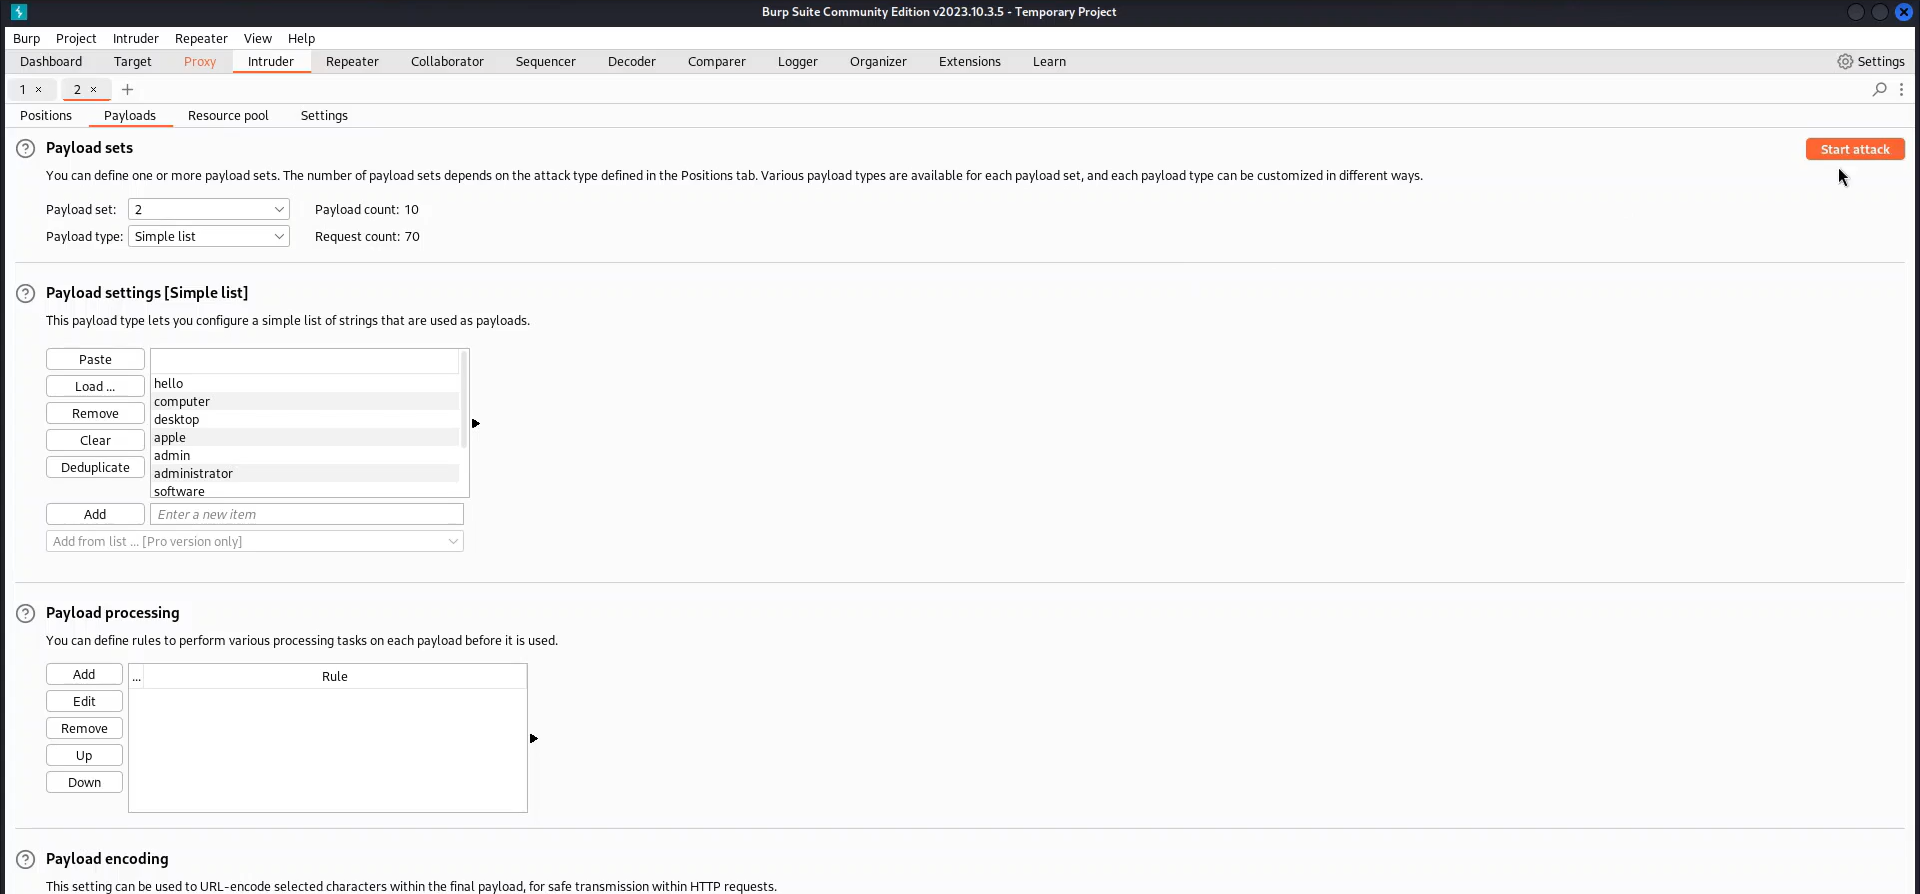 Burp Suite Community Edition v2023.10.3.5 - Temporary Project
Burp Project Intruder Repeater View Help
Dashboard Target Proxy Intruder Repeater Collaborator Sequencer Decoder Comparer Logger Organizer Extensions Learn Settings
1 × 2 × +
Positions Payloads Resource pool Settings
? Payload sets
Start attack
You can define one or more payload sets. The number of payload sets depends on the attack type defined in the Positions tab. Various payload types are available for each payload set, and each payload type can be customized in different ways.
Payload set: 2 Payload count: 10
Payload type: Simple list Request count: 70
? Payload settings [Simple list]
This payload type lets you configure a simple list of strings that are used as payloads.
Paste
Load ...
Remove
Clear
Deduplicate
hello
computer
desktop
apple
admin
administrator
software
Add Enter a new item
Add from list ... [Pro version only]
? Payload processing
You can define rules to perform various processing tasks on each payload before it is used.
Add
Edit
Remove
Up
Down
... Rule
? Payload encoding
This setting can be used to URL-encode selected characters within the final payload, for safe transmission within HTTP requests.